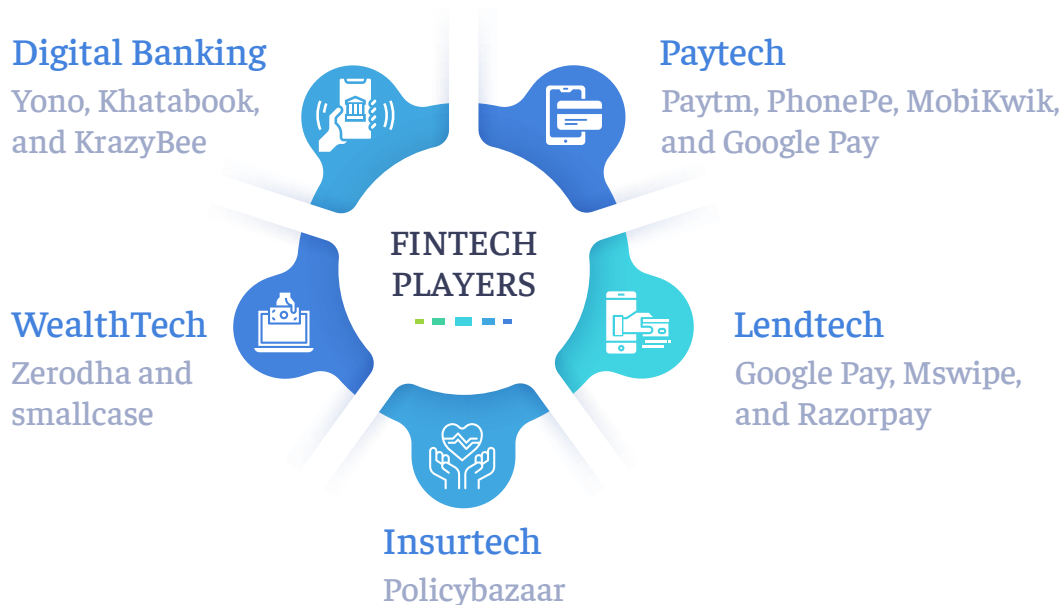 Digital Banking
Yono, Khatabook,
and KrazyBee
Paytech
Paytm, PhonePe, MobiKwik,
and Google Pay
FINTECH
PLAYERS
WealthTech
Zerodha and
smallcase
Lendtech
Google Pay, Mswipe,
and Razorpay
Insurtech
Policybazaar